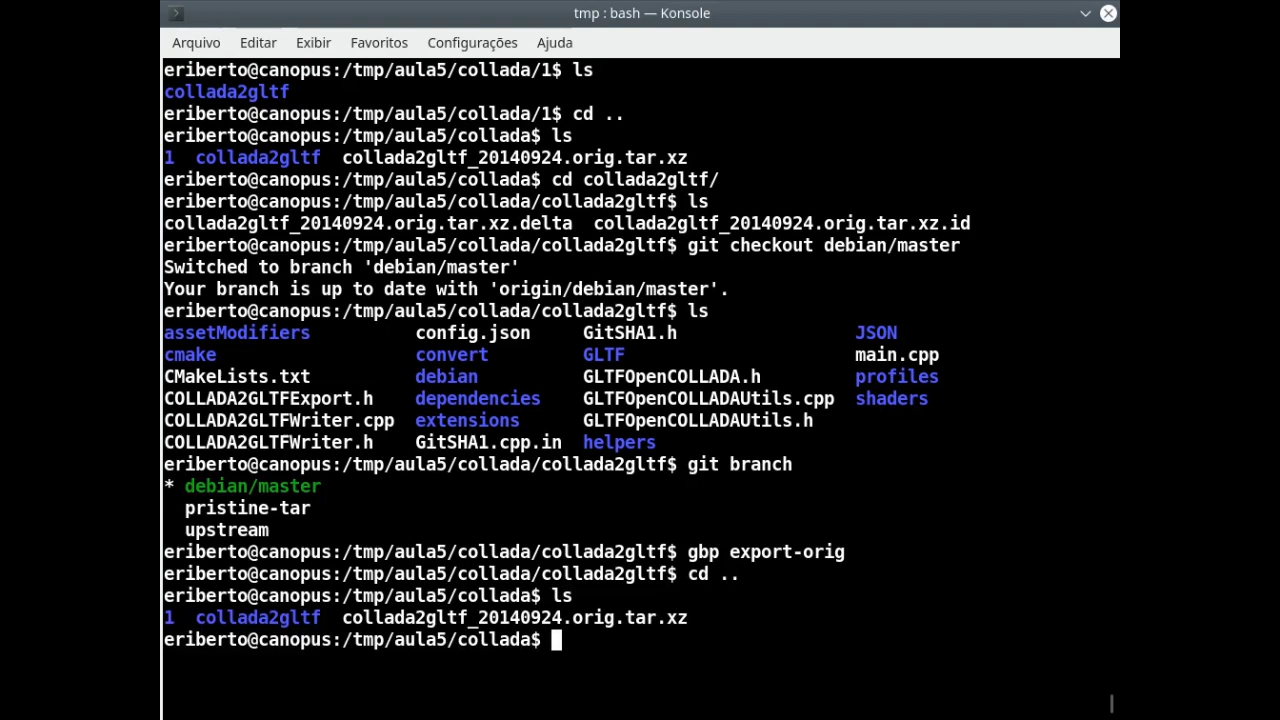 tmp : bash — Konsole
Arquivo Editar Exibir Favoritos Configurações Ajuda
eriberto@canopus:/tmp/aula5/collada/1$ ls
collada2gltf
eriberto@canopus:/tmp/aula5/collada/1$ cd ..
eriberto@canopus:/tmp/aula5/collada$ ls
1  collada2gltf  collada2gltf_20140924.orig.tar.xz
eriberto@canopus:/tmp/aula5/collada$ cd collada2gltf/
eriberto@canopus:/tmp/aula5/collada/collada2gltf$ ls
collada2gltf_20140924.orig.tar.xz.delta  collada2gltf_20140924.orig.tar.xz.id
eriberto@canopus:/tmp/aula5/collada/collada2gltf$ git checkout debian/master
Switched to branch 'debian/master'
Your branch is up to date with 'origin/debian/master'.
eriberto@canopus:/tmp/aula5/collada/collada2gltf$ ls
assetModifiers          config.json      GitSHA1.h                 JSON
cmake                   convert          GLTF                      main.cpp
CMakeLists.txt          debian           GLTFOpenCOLLADA.h         profiles
COLLADA2GLTFExport.h    dependencies     GLTFOpenCOLLADAUtils.cpp  shaders
COLLADA2GLTFWriter.cpp  extensions       GLTFOpenCOLLADAUtils.h
COLLADA2GLTFWriter.h    GitSHA1.cpp.in   helpers
eriberto@canopus:/tmp/aula5/collada/collada2gltf$ git branch
* debian/master
  pristine-tar
  upstream
eriberto@canopus:/tmp/aula5/collada/collada2gltf$ gbp export-orig
eriberto@canopus:/tmp/aula5/collada/collada2gltf$ cd ..
eriberto@canopus:/tmp/aula5/collada$ ls
1  collada2gltf  collada2gltf_20140924.orig.tar.xz
eriberto@canopus:/tmp/aula5/collada$